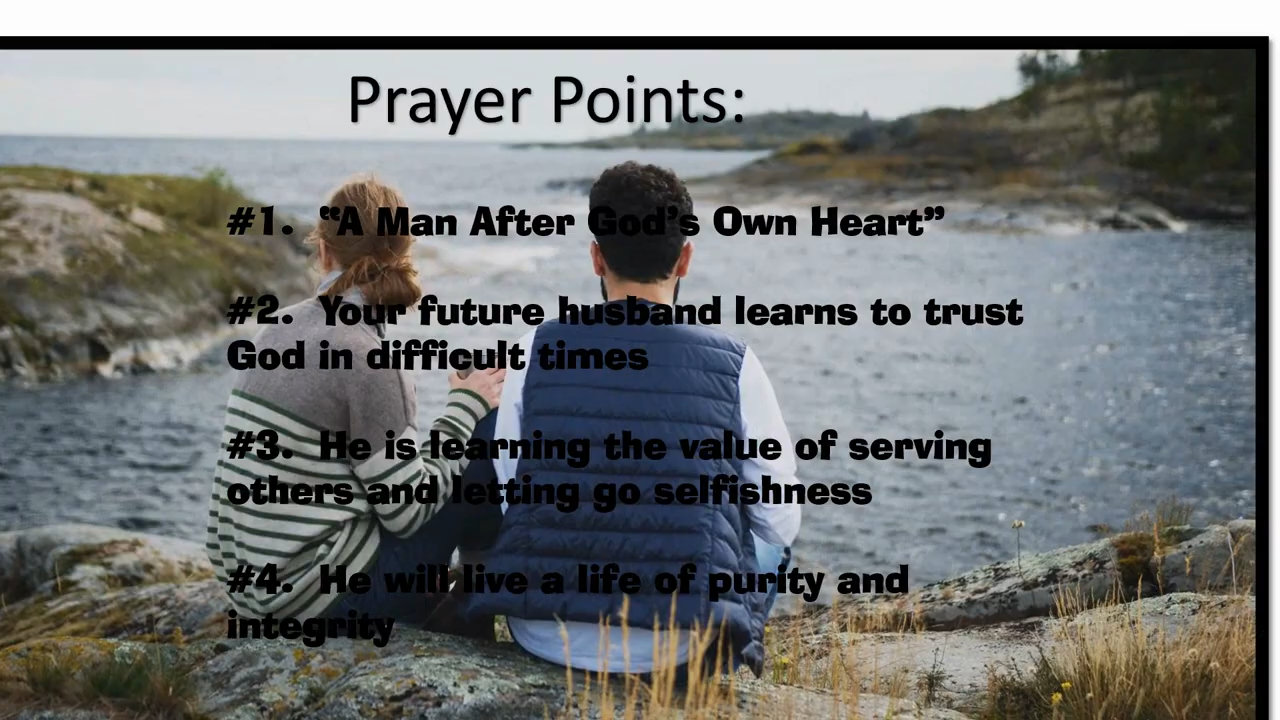 Prayer Points:
#1.  “A Man After God’s Own Heart”
#2.  Your future husband learns to trust
God in difficult times
#3.  He is learning the value of serving
others and letting go selfishness
#4.  He will live a life of purity and
integrity